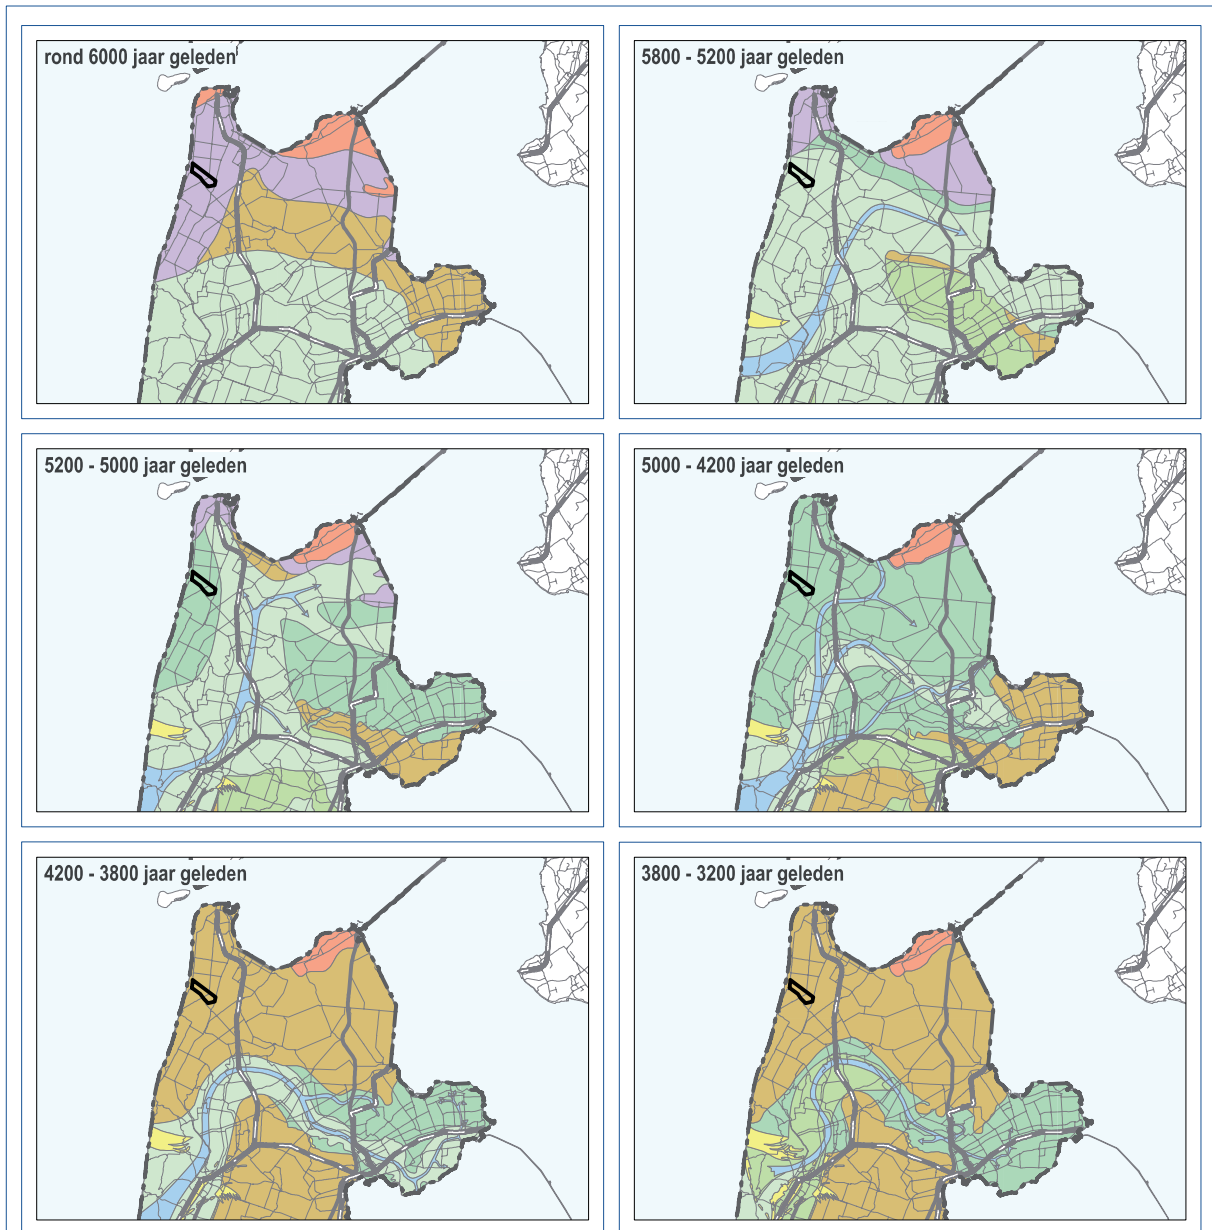 rond 6000 jaar geleden
5800 - 5200 jaar geleden
5200 - 5000 jaar geleden
5000 - 4200 jaar geleden
4200 - 3800 jaar geleden
3800 - 3200 jaar geleden